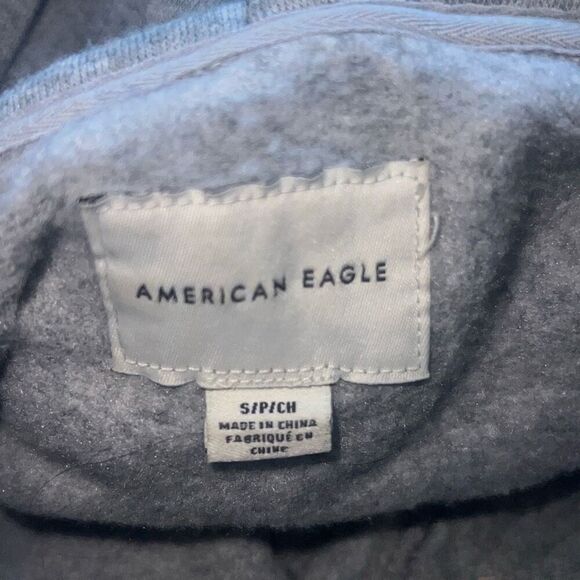 AMERICAN EAGLE
S/P/CH
MADE IN CHINA
FABRIQUÉ EN
CHINE